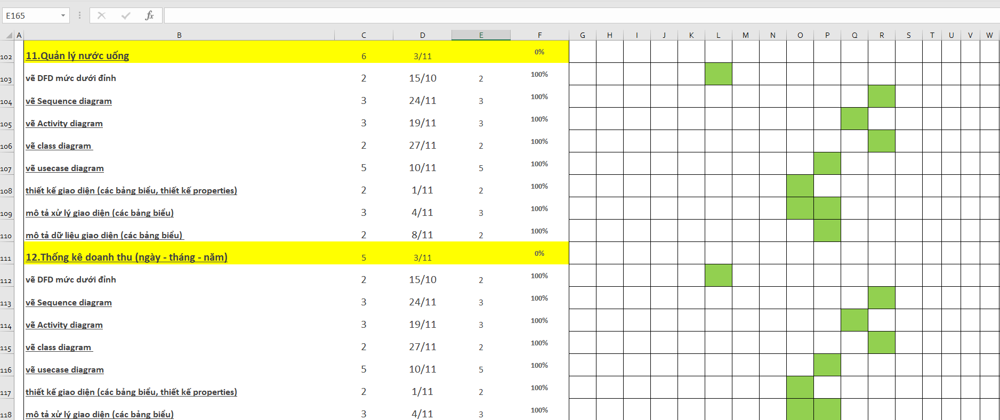 E165 fx
A B C D E F G H I J K L M N O P Q R S T U V W
102 11.Quản lý nước uống 6 3/11 0%
103 vẽ DFD mức dưới đỉnh 2 15/10 2 100%
104 vẽ Sequence diagram 3 24/11 3 100%
105 vẽ Activity diagram 3 19/11 3 100%
106 vẽ class diagram 2 27/11 2 100%
107 vẽ usecase diagram 5 10/11 5 100%
108 thiết kế giao diện (các bảng biểu, thiết kế properties) 2 1/11 2 100%
109 mô tả xử lý giao diện (các bảng biểu) 3 4/11 3 100%
110 mô tả dữ liệu giao diện (các bảng biểu) 2 8/11 2 100%
111 12.Thống kê doanh thu (ngày - tháng - năm) 5 3/11 0%
112 vẽ DFD mức dưới đỉnh 2 15/10 2 100%
113 vẽ Sequence diagram 3 24/11 3 100%
114 vẽ Activity diagram 3 19/11 3 100%
115 vẽ class diagram 2 27/11 2 100%
116 vẽ usecase diagram 5 10/11 5 100%
117 thiết kế giao diện (các bảng biểu, thiết kế properties) 2 1/11 2 100%
118 mô tả xử lý giao diện (các bảng biểu) 3 4/11 3 100%